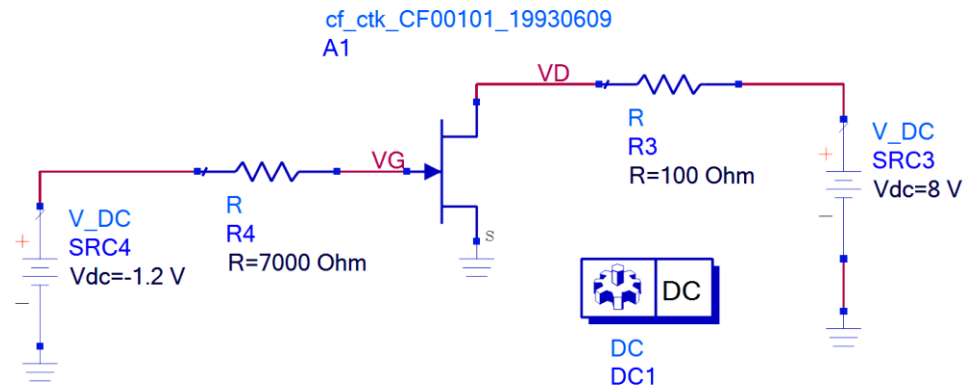 cf_ctk_CF00101_19930609
A1
VD
R
R3
R=100 Ohm
V_DC
SRC3
Vdc=8 V
+
−
VG
R
R4
R=7000 Ohm
V_DC
SRC4
Vdc=-1.2 V
+
−
s
DC
DC
DC1